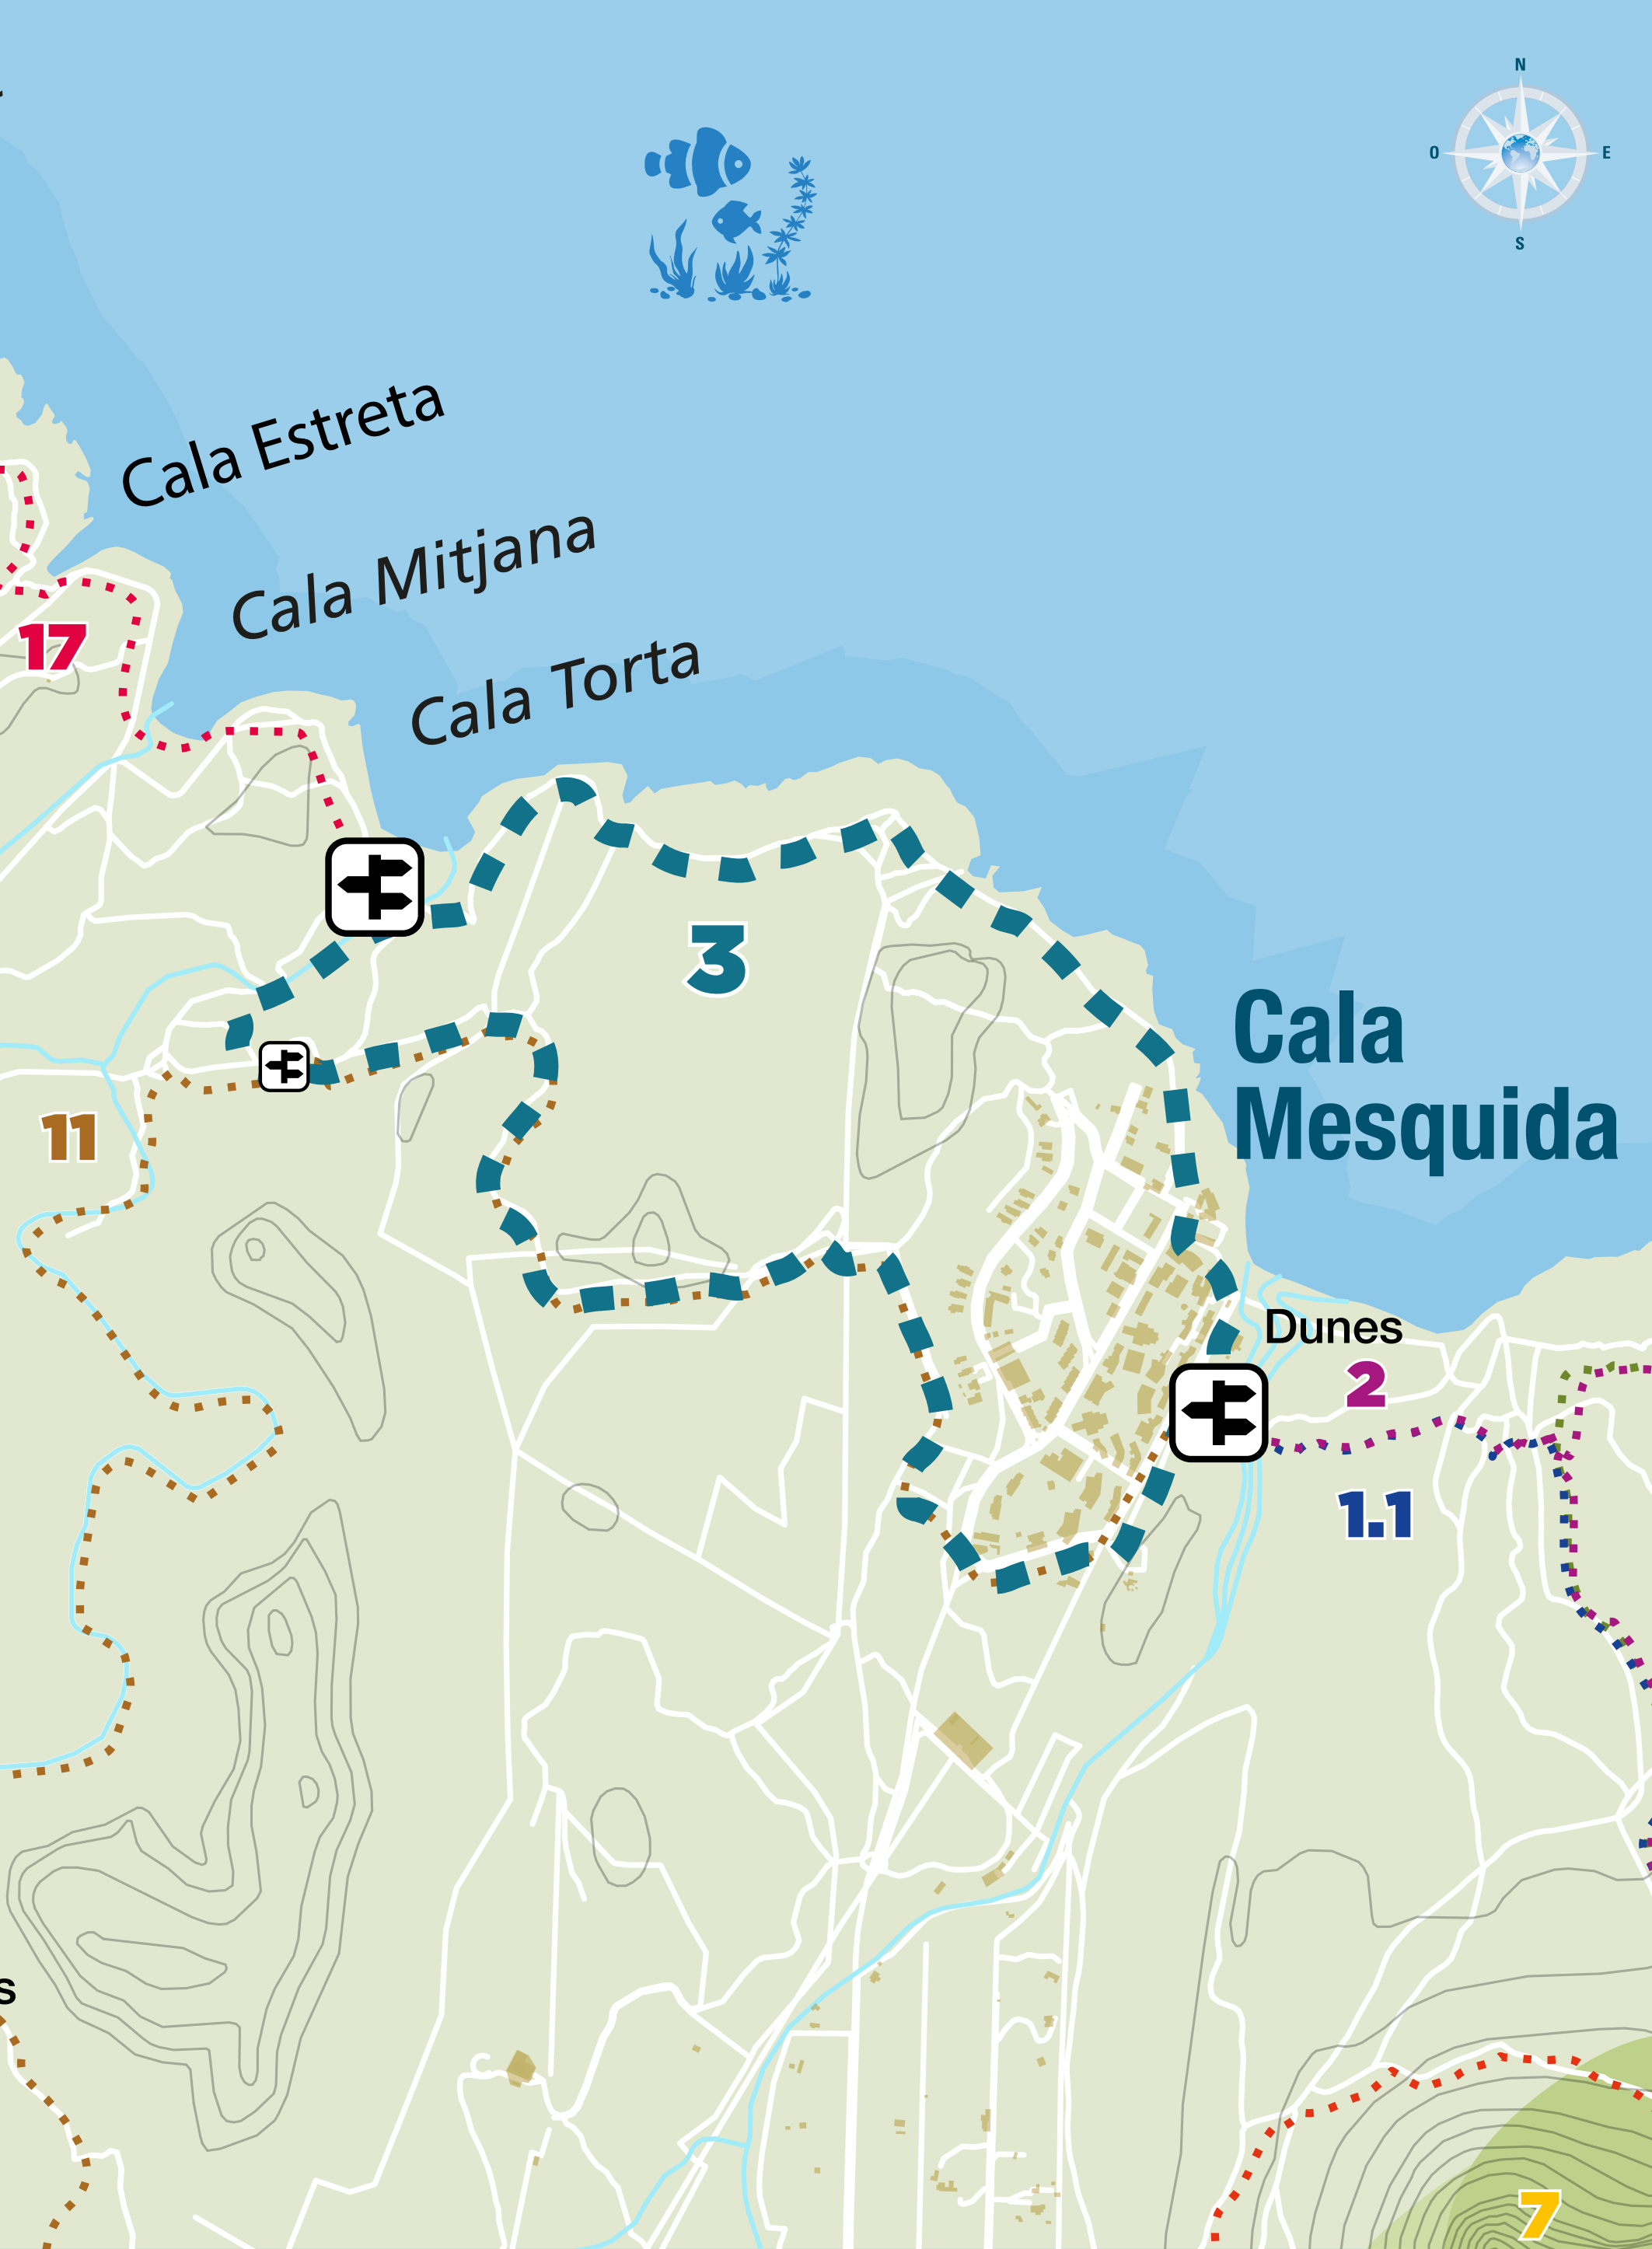 N
O
E
S
Cala Estreta
Cala Mitjana
Cala Torta
17
3
Cala
Mesquida
11
Dunes
2
1.1
s
7